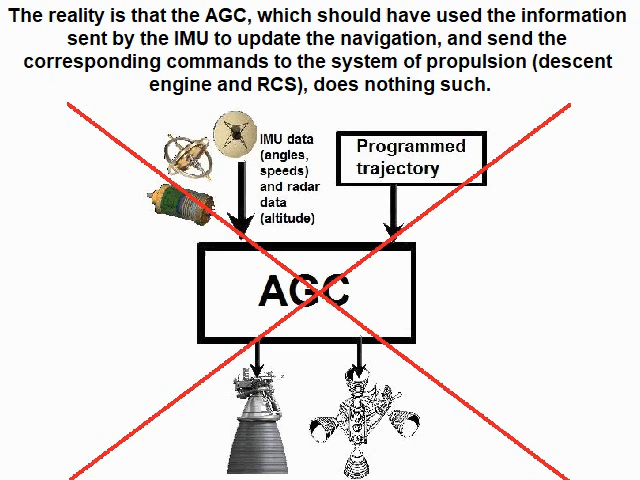 The reality is that the AGC, which should have used the information
sent by the IMU to update the navigation, and send the
corresponding commands to the system of propulsion (descent
engine and RCS), does nothing such.
IMU data
(angles,
speeds)
and radar
data
(altitude)
Programmed
trajectory
AGC